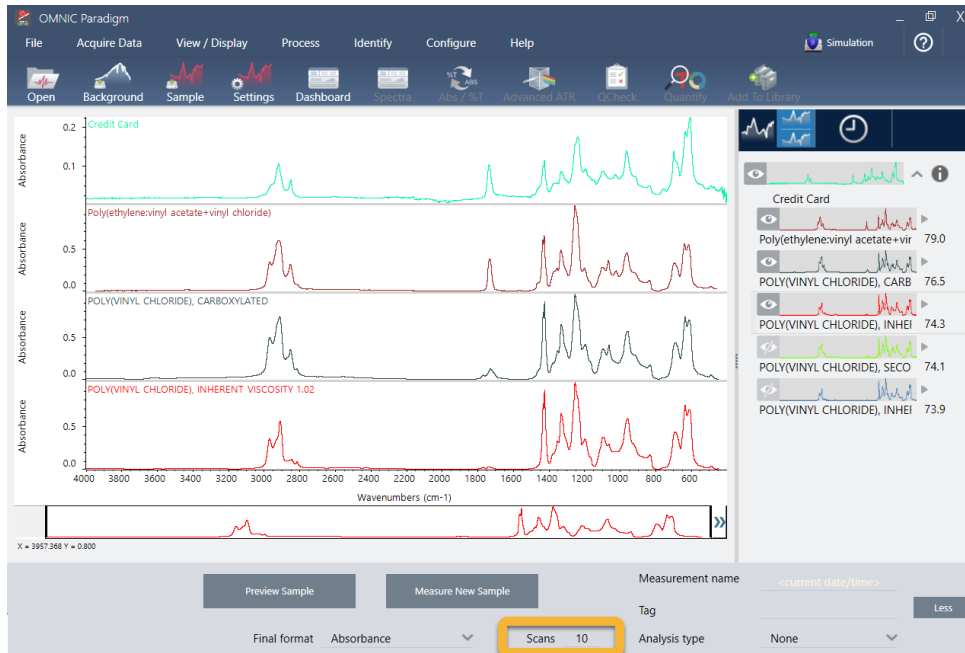 OMNIC Paradigm
File Acquire Data View / Display Process Identify Configure Help Simulation ?
Open Background Sample Settings Dashboard Spectra Abs / %T Advanced ATR QCheck Quantify Add To Library
%T ABS
Credit Card
0.2
0.1
Absorbance
Poly(ethylene:vinyl acetate+vinyl chloride)
0.5
0.0
Absorbance
POLY(VINYL CHLORIDE), CARBOXYLATED
0.5
0.0
Absorbance
POLY(VINYL CHLORIDE), INHERENT VISCOSITY 1.02
0.5
0.0
Absorbance
4000 3800 3600 3400 3200 3000 2800 2600 2400 2200 2000 1800 1600 1400 1200 1000 800 600
Wavenumbers (cm-1)
X = 3957.368 Y = 0.800
Credit Card
Poly(ethylene:vinyl acetate+vir 79.0
POLY(VINYL CHLORIDE), CARB 76.5
POLY(VINYL CHLORIDE), INHEI 74.3
POLY(VINYL CHLORIDE), SECO 74.1
POLY(VINYL CHLORIDE), INHEI 73.9
Preview Sample Measure New Sample
Measurement name <current date/time>
Tag
Less
Final format Absorbance Scans 10 Analysis type None